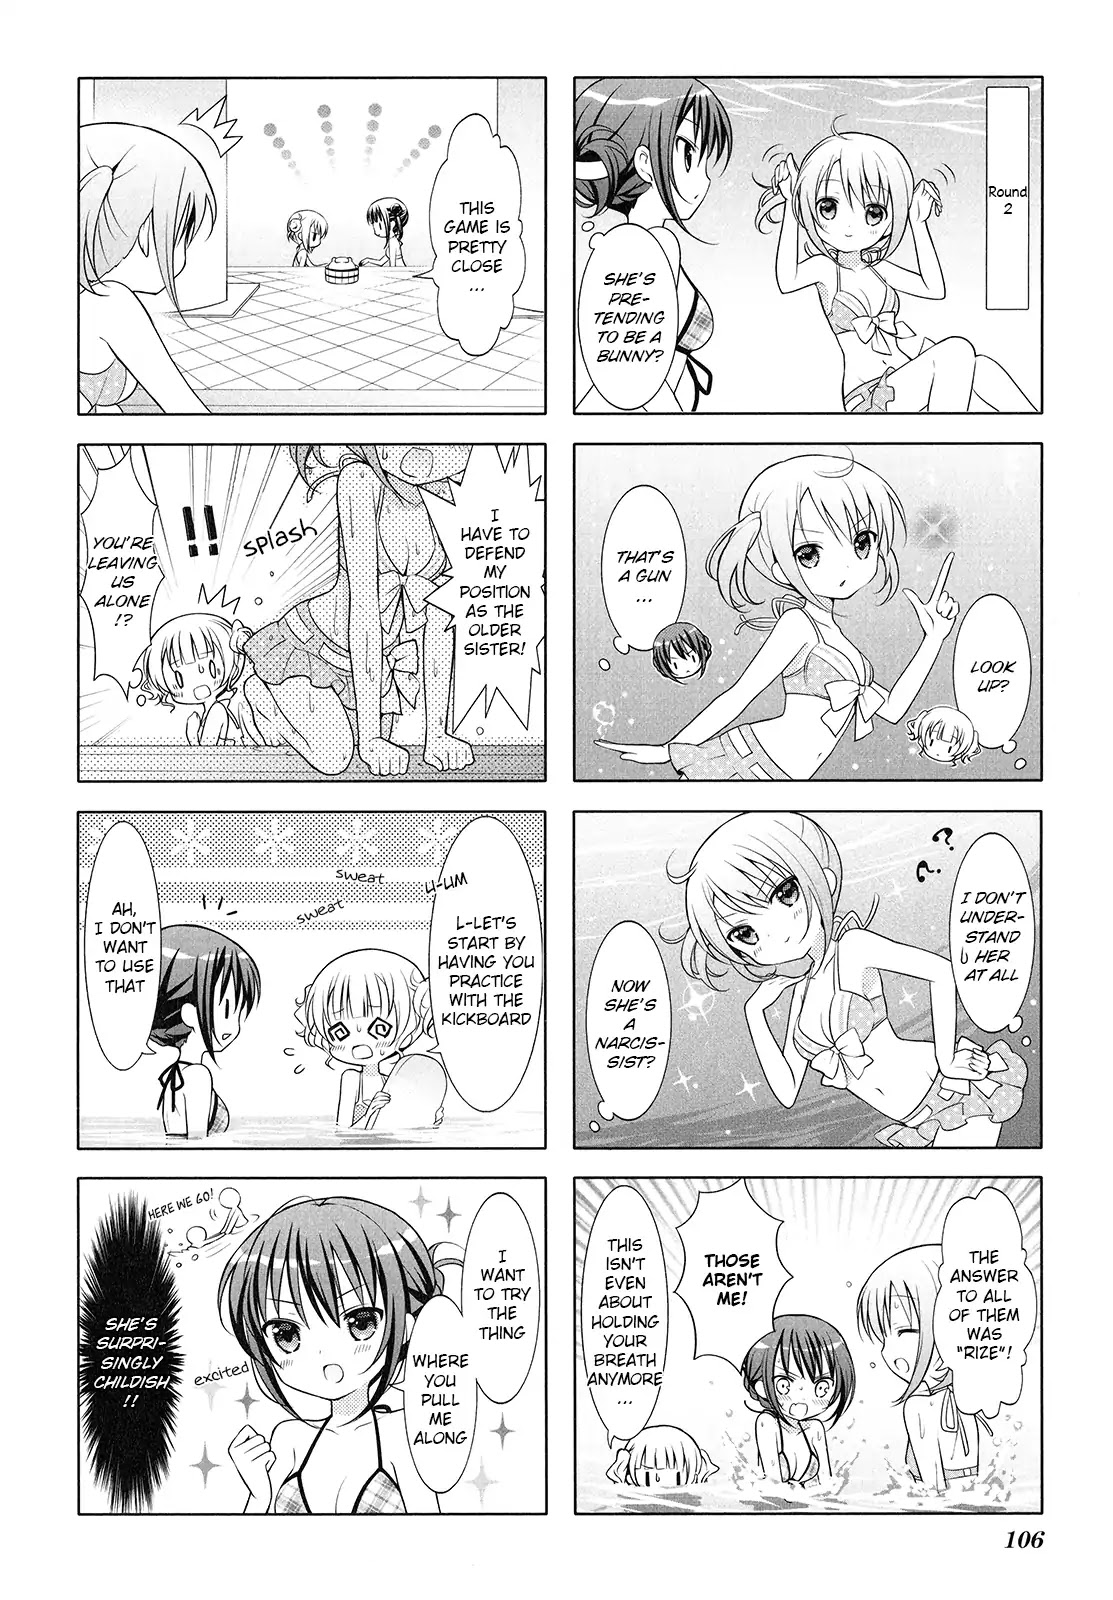 Round
2
SHE'S
PRE-
TENDING
TO BE A
BUNNY?
THAT'S
A GUN
...
LOOK
UP?
I DON'T
UNDER-
STAND
HER
AT ALL
NOW
SHE'S
A
NARCIS-
SIST?
THE
ANSWER
TO ALL
OF THEM
WAS
"RIZE"!
THOSE
AREN'T
ME!
THIS
ISN'T
EVEN
ABOUT
HOLDING
YOUR
BREATH
ANYMORE
...
THIS
GAME IS
PRETTY
CLOSE
...
I
HAVE TO
DEFEND
MY
POSITION
AS THE
OLDER
SISTER!
splash
!!
YOU'RE
LEAVING
US
ALONE
!?
U-UM
L-LET'S
START BY
HAVING YOU
PRACTICE
WITH THE
KICKBOARD
sweat
sweat
AH,
I DON'T
WANT
TO USE
THAT
I
WANT
TO TRY
THE
THING
WHERE
YOU
PULL
ME
ALONG
HERE WE GO!
excited
SHE'S
SURPRI-
SINGLY
CHILDISH
!!
106